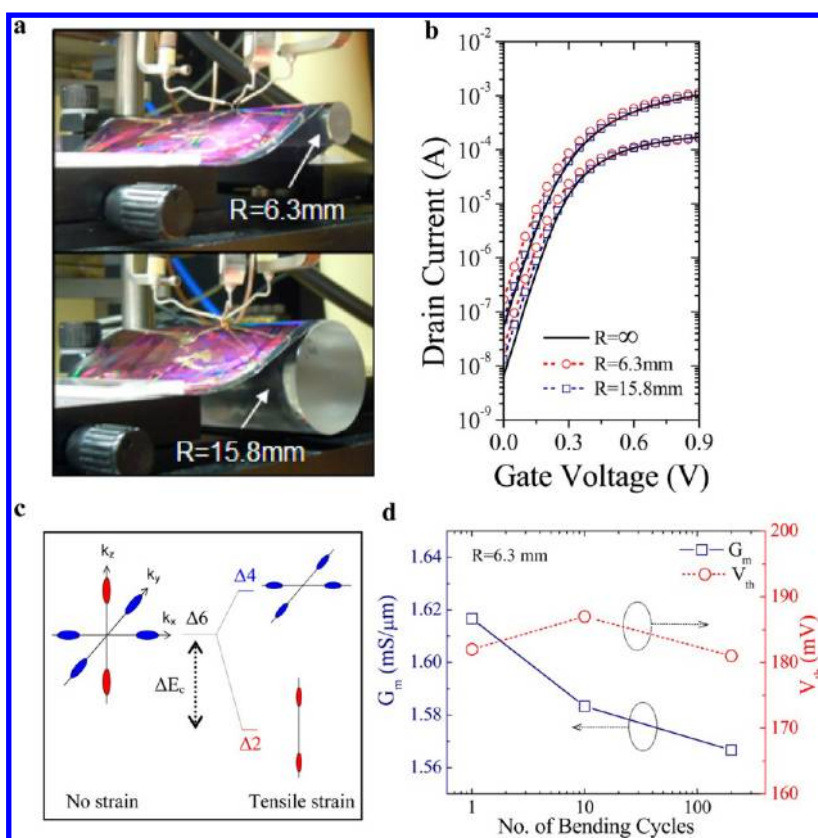 a
R=6.3mm
R=15.8mm
b
Drain Current (A)
10⁻²
10⁻³
10⁻⁴
10⁻⁵
10⁻⁶
10⁻⁷
10⁻⁸
10⁻⁹
R=∞
R=6.3mm
R=15.8mm
0.0 0.3 0.6 0.9
Gate Voltage (V)
c
k_z
k_y
k_x
Δ6
Δ4
ΔE_c
Δ2
No strain
Tensile strain
d
R=6.3 mm
G_m
V_th
G_m (mS/μm)
1.64
1.62
1.60
1.58
1.56
200
190
180
170
160
V_th (mV)
1 10 100
No. of Bending Cycles